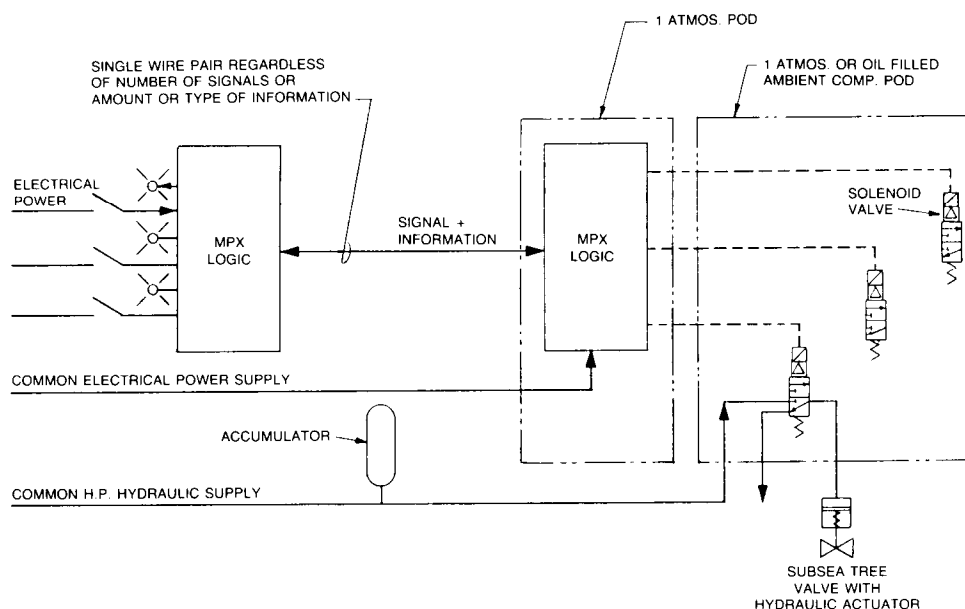 1 ATMOS. POD
SINGLE WIRE PAIR REGARDLESS
OF NUMBER OF SIGNALS OR
AMOUNT OR TYPE OF INFORMATION
1 ATMOS. OR OIL FILLED
AMBIENT COMP. POD
ELECTRICAL
POWER
MPX
LOGIC
SIGNAL +
INFORMATION
MPX
LOGIC
SOLENOID
VALVE
COMMON ELECTRICAL POWER SUPPLY
ACCUMULATOR
COMMON H.P. HYDRAULIC SUPPLY
SUBSEA TREE
VALVE WITH
HYDRAULIC ACTUATOR